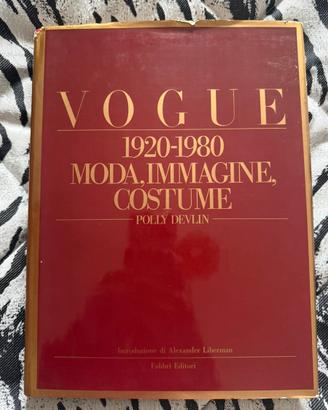 VOGUE
1920-1980
MODA, IMMAGINE,
COSTUME
POLLY DEVLIN
Introduzione di Alexander Liberman
Fabbri Editori